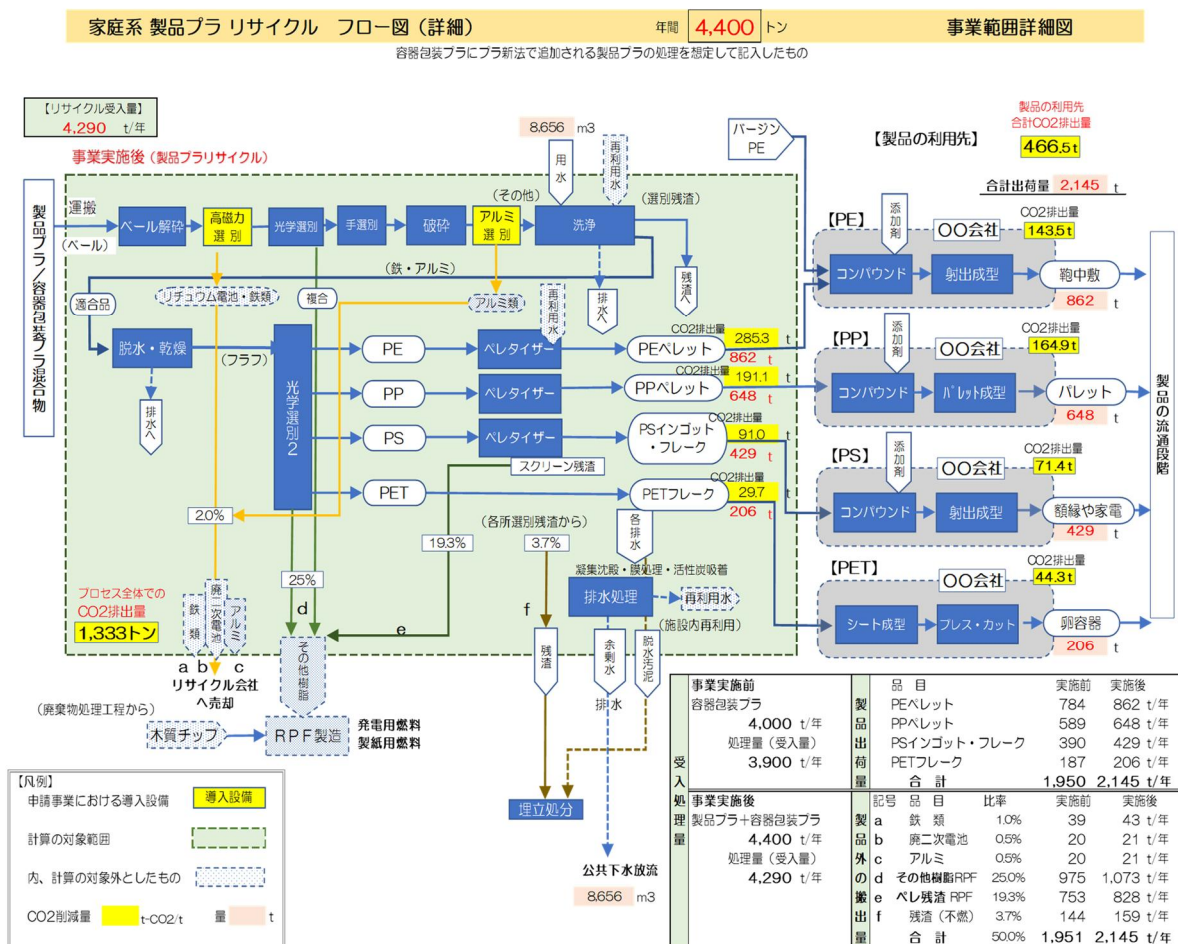 家庭系 製品プラ リサイクル フロー図(詳細) 年間 4,400 トン 事業範囲詳細図
容器包装プラにプラ新法で追加される製品プラの処理を想定して記入したもの
【リサイクル受入量】
4,290 t/年
事業実施後(製品プラリサイクル)
8,656 m3
用水
再利用水
バージン
PE
【製品の利用先】
製品の利用先
合計CO2排出量
466.5t
合計出荷量 2,145 t
製品プラ/容器包装プラ混合物
運搬
(ベール)
ベール解砕
高磁力
選別
光学選別
手選別
破砕
(その他)
アルミ
選別
洗浄
(選別残渣)
残渣へ
排水へ
(鉄・アルミ)
リチュウム電池・鉄類
複合
アルミ類
再利用水
適合品
脱水・乾燥
(フラフ)
排水へ
光学選別2
PE
ペレタイザー
PEペレット
CO2排出量
285.3 t
862 t
PP
ペレタイザー
PPペレット
CO2排出量
191.1 t
648 t
PS
ペレタイザー
PSインゴット
・フレーク
CO2排出量
91.0 t
429 t
スクリーン残渣
PET
PETフレーク
CO2排出量
29.7 t
206 t
【PE】
添加剤
〇〇会社
CO2排出量
143.5t
コンパウンド
射出成型
鞄中敷
862 t
【PP】
添加剤
〇〇会社
CO2排出量
164.9t
コンパウンド
パレット成型
パレット
648 t
【PS】
添加剤
〇〇会社
CO2排出量
71.4t
コンパウンド
射出成型
額縁や家電
429 t
【PET】
〇〇会社
CO2排出量
44.3t
シート成型
プレス・カット
卵容器
206 t
製品の流通段階
2.0%
25%
19.3%
(各所選別残渣から)
3.7%
各排水
凝集沈殿・膜処理・活性炭吸着
排水処理
再利用水
(施設内再利用)
プロセス全体での
CO2排出量
1,333トン
鉄類
廃二次電池
アルミ
a b c
d
e
f
リサイクル会社
へ売却
その他樹脂
残渣
余剰水
排水
脱水汚泥
(廃棄物処理工程から)
木質チップ
RPF製造
発電用燃料
製紙用燃料
埋立処分
公共下水放流
8,656 m3
【凡例】
申請事業における導入設備 導入設備
計算の対象範囲
内、計算の対象外としたもの
CO2削減量 t-CO2/t 量 t
受入処理量
事業実施前
容器包装プラ
4,000 t/年
処理量(受入量)
3,900 t/年
事業実施後
製品プラ+容器包装プラ
4,400 t/年
処理量(受入量)
4,290 t/年
製品出荷量
品 目 実施前 実施後
PEペレット 784 862 t/年
PPペレット 589 648 t/年
PSインゴット・フレーク 390 429 t/年
PETフレーク 187 206 t/年
合 計 1,950 2,145 t/年
製品外の搬出量
記号 品 目 比率 実施前 実施後
a 鉄 類 1.0% 39 43 t/年
b 廃二次電池 0.5% 20 21 t/年
c アルミ 0.5% 20 21 t/年
d その他樹脂RPF 25.0% 975 1,073 t/年
e ペレ残渣 RPF 19.3% 753 828 t/年
f 残渣(不燃) 3.7% 144 159 t/年
合 計 50.0% 1,951 2,145 t/年